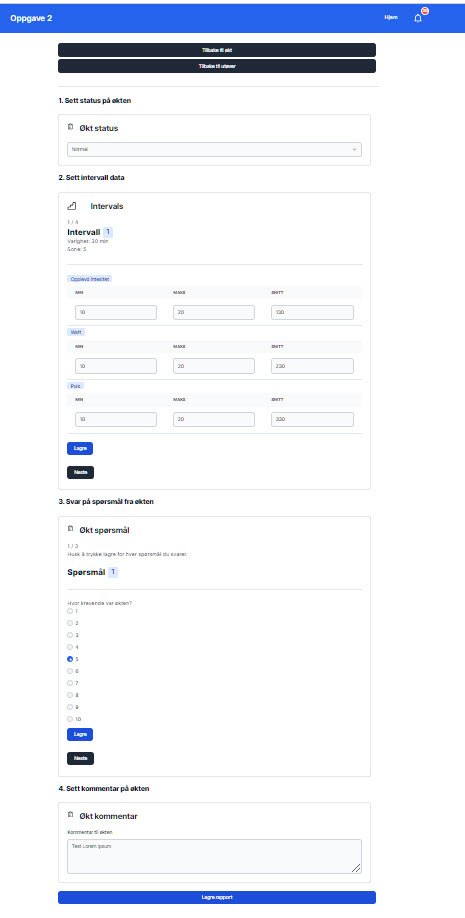 Oppgave 2
Hjem
Tilbake til økt
Tilbake til utøver
1. Sett status på økten
Økt status
Normal
2. Sett intervall data
Intervals
1 / 4
Intervall 1
Varighet: 30 min
Sone: 5
Opplevd intesitet
MIN MAKS SNITT
10 20 130
Watt
MIN MAKS SNITT
10 20 230
Puls
MIN MAKS SNITT
10 20 330
Lagre
Neste
3. Svar på spørsmål fra økten
Økt spørsmål
1 / 3
Husk å trykke lagre for hver spørsmål du svarer.
Spørsmål 1
Hvor krevende var økten?
1
2
3
4
5
6
7
8
9
10
Lagre
Neste
4. Sett kommentar på økten
Økt kommentar
Kommentar til økten
Test Lorem ipsum
Lagre rapport